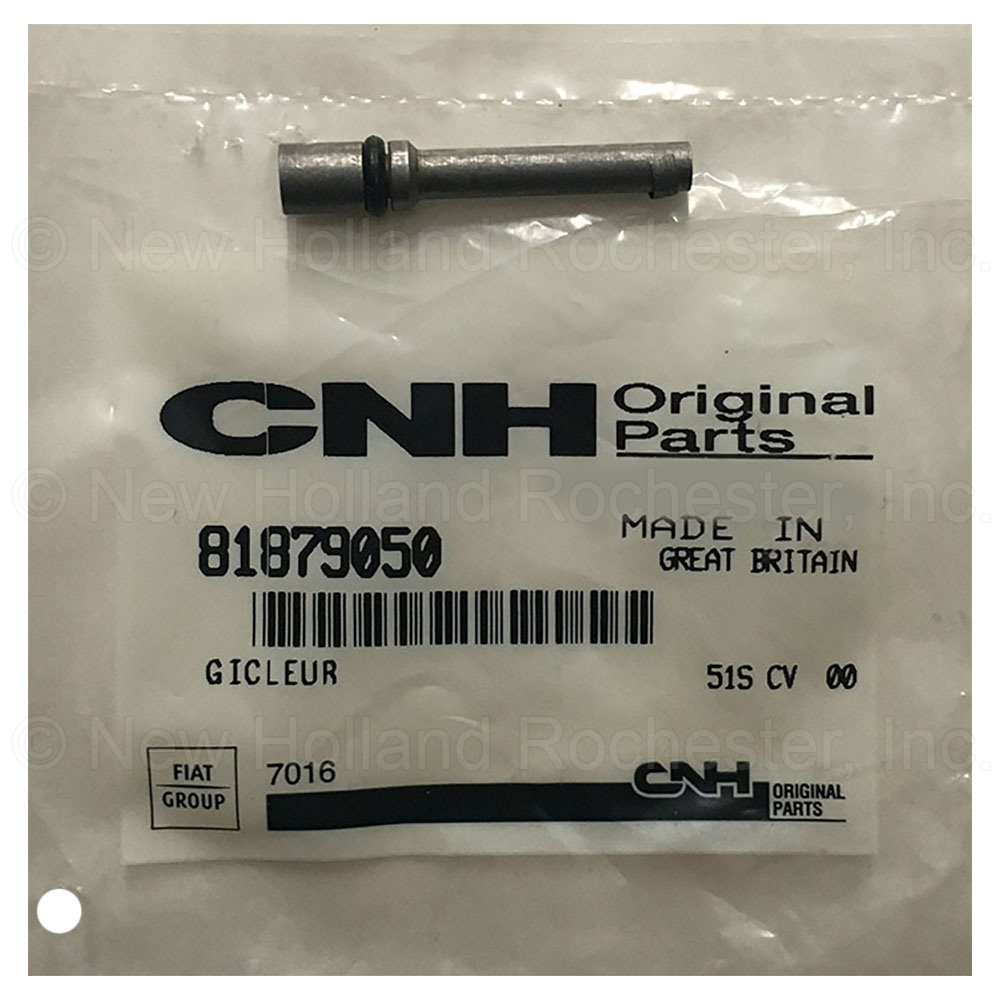 © New Holland Rochester, Inc.
CNH Original Parts
© New Holland Rochester, Inc.
81879050
MADE IN
GREAT BRITAIN
GICLEUR
51S CV 00
© New Holland Rochester, Inc.
FIAT
GROUP
7016
CNH ORIGINAL
PARTS